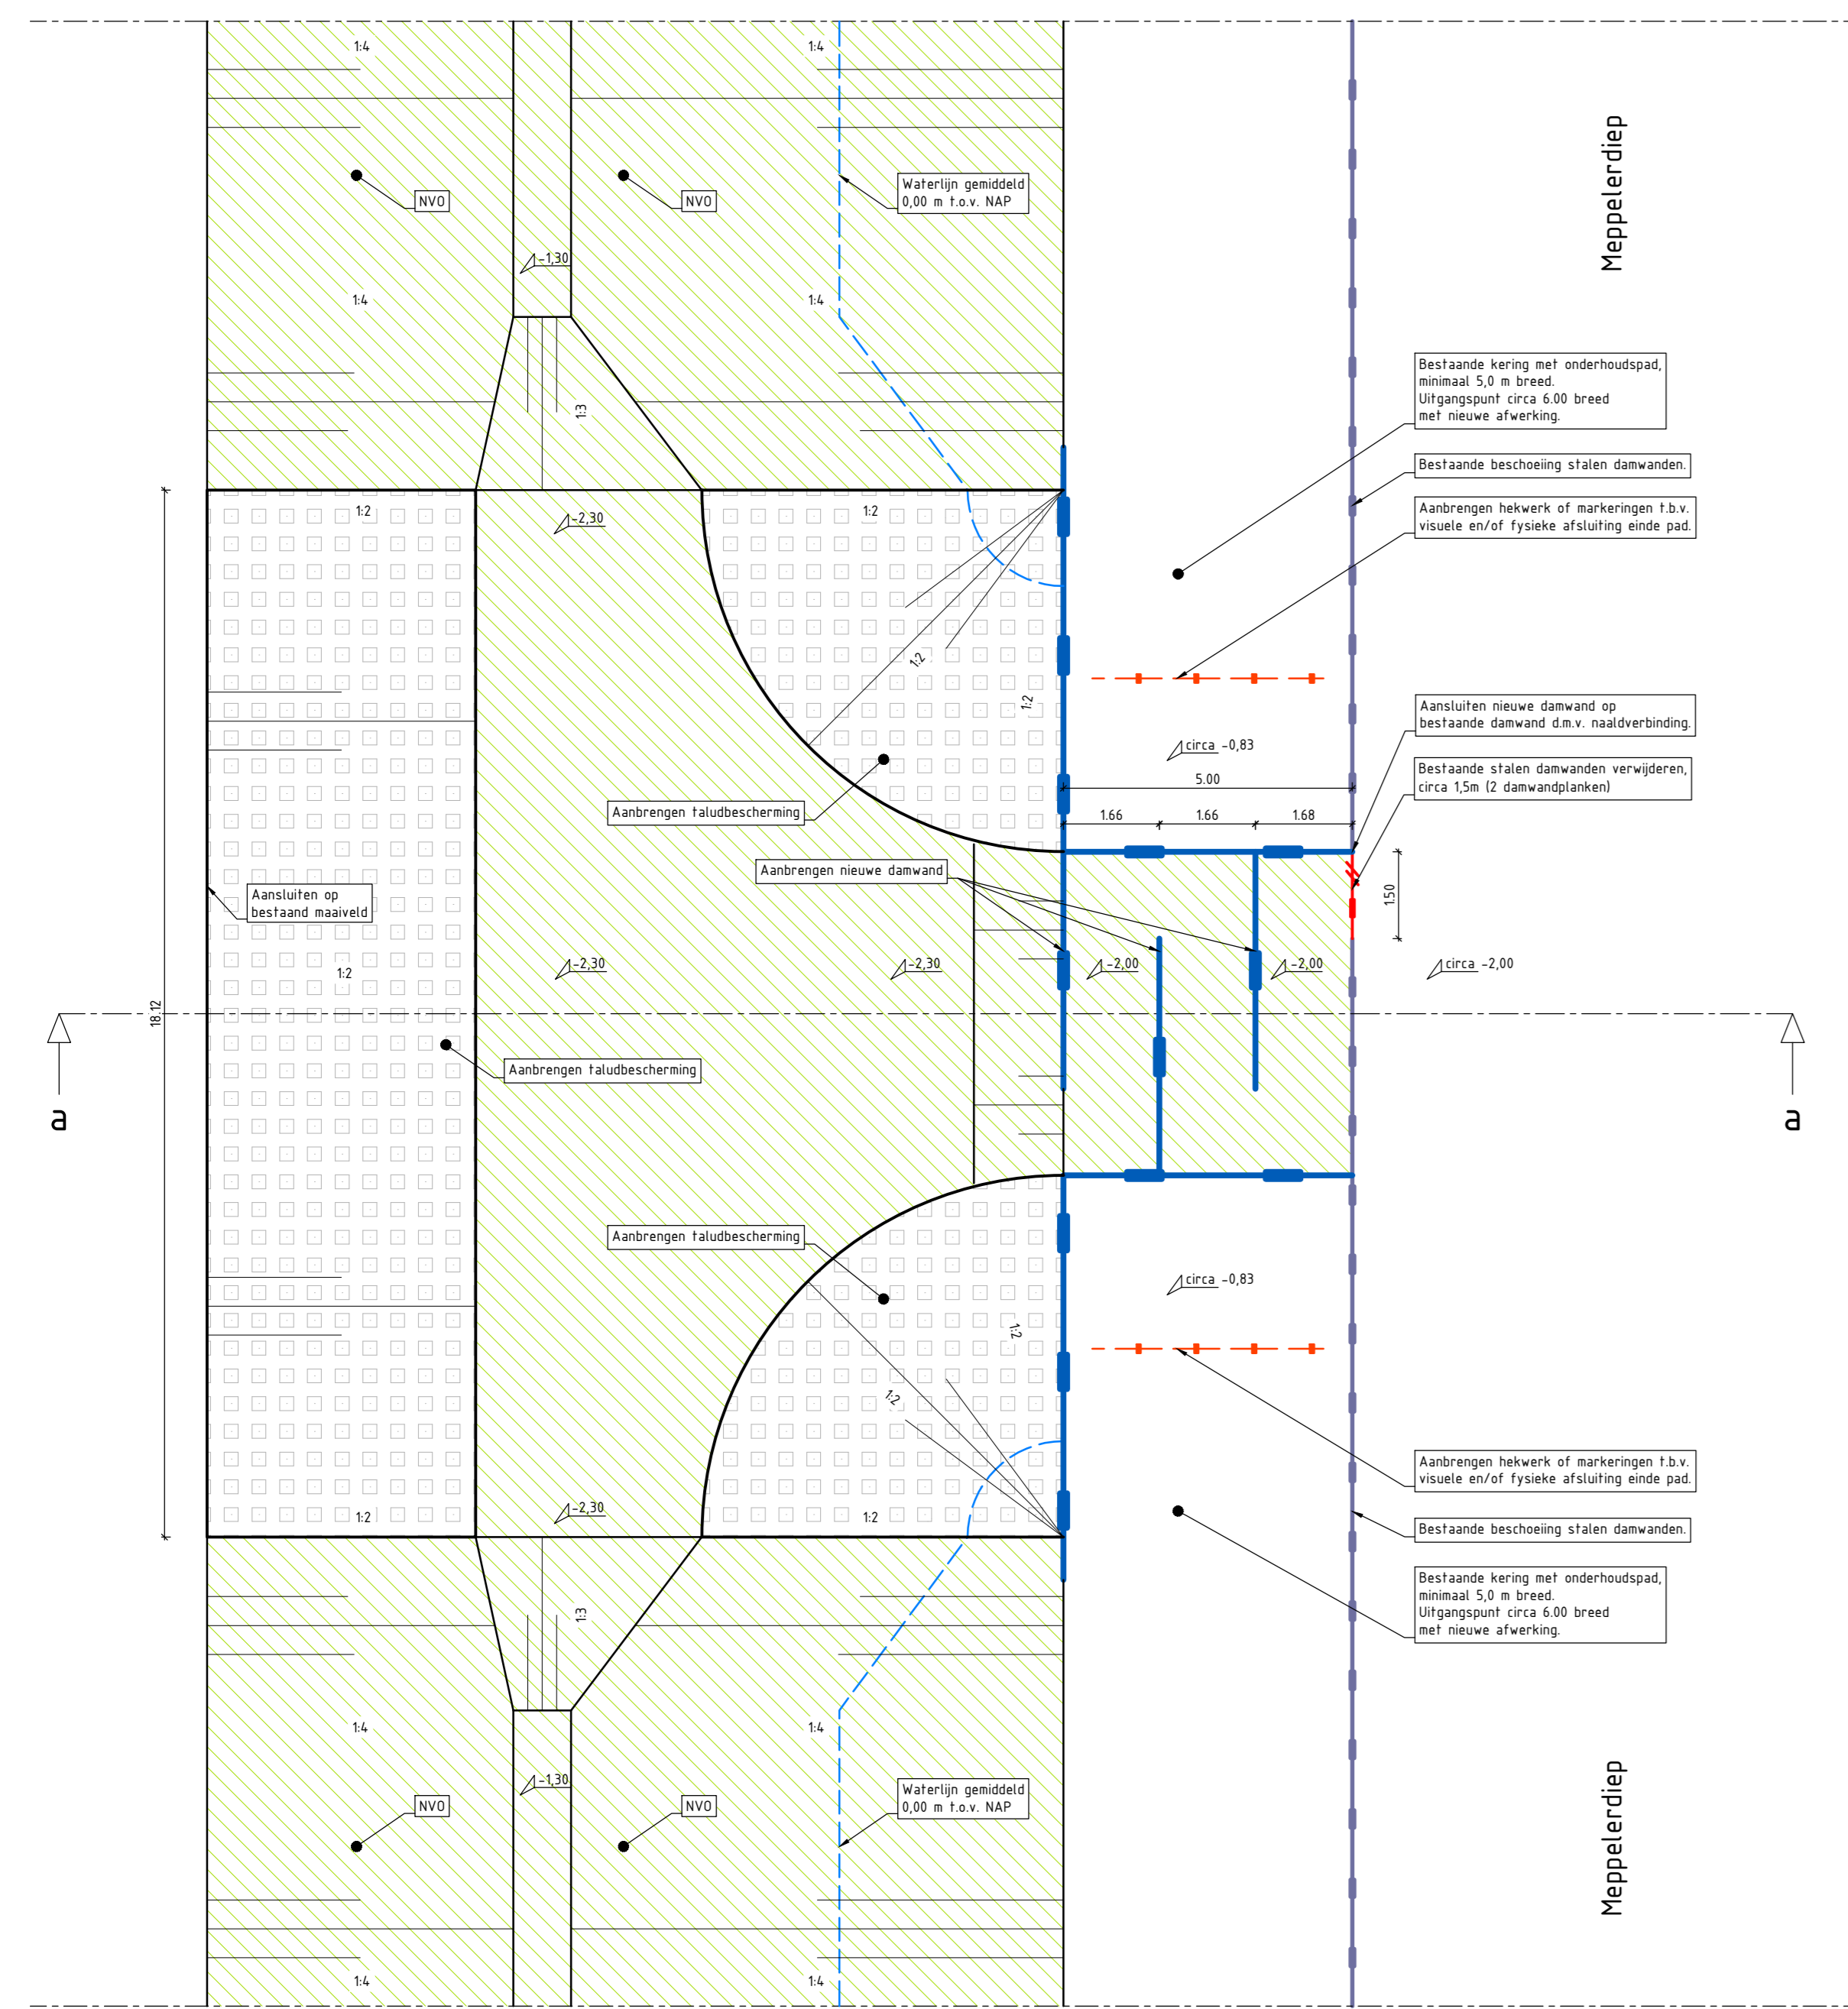 1:4
1:4
Meppelerdiep
NVO
NVO
Waterlijn gemiddeld
0,00 m t.o.v. NAP
-1,30
1:4
1:4
1:3
Bestaande kering met onderhoudspad,
minimaal 5,0 m breed.
Uitgangspunt circa 6.00 breed
met nieuwe afwerking.
Bestaande beschoeiing stalen damwanden.
Aanbrengen hekwerk of markeringen t.b.v.
visuele en/of fysieke afsluiting einde pad.
1:2
-2,30
1:2
1:2
1:2
Aansluiten nieuwe damwand op
bestaande damwand d.m.v. naaldverbinding.
circa -0,83
5.00
Bestaande stalen damwanden verwijderen,
circa 1,5m (2 damwandplanken)
Aanbrengen taludbescherming
1.66
1.66
1.68
Aanbrengen nieuwe damwand
1.50
Aansluiten op
bestaand maaiveld
1:2
-2,30
-2,30
-2,00
-2,00
circa -2,00
18.12
Aanbrengen taludbescherming
a
a
Aanbrengen taludbescherming
circa -0,83
1:2
1:2
Aanbrengen hekwerk of markeringen t.b.v.
visuele en/of fysieke afsluiting einde pad.
1:2
-2,30
1:2
Bestaande beschoeiing stalen damwanden.
Bestaande kering met onderhoudspad,
minimaal 5,0 m breed.
Uitgangspunt circa 6.00 breed
met nieuwe afwerking.
1:3
1:4
1:4
-1,30
NVO
NVO
Waterlijn gemiddeld
0,00 m t.o.v. NAP
Meppelerdiep
1:4
1:4